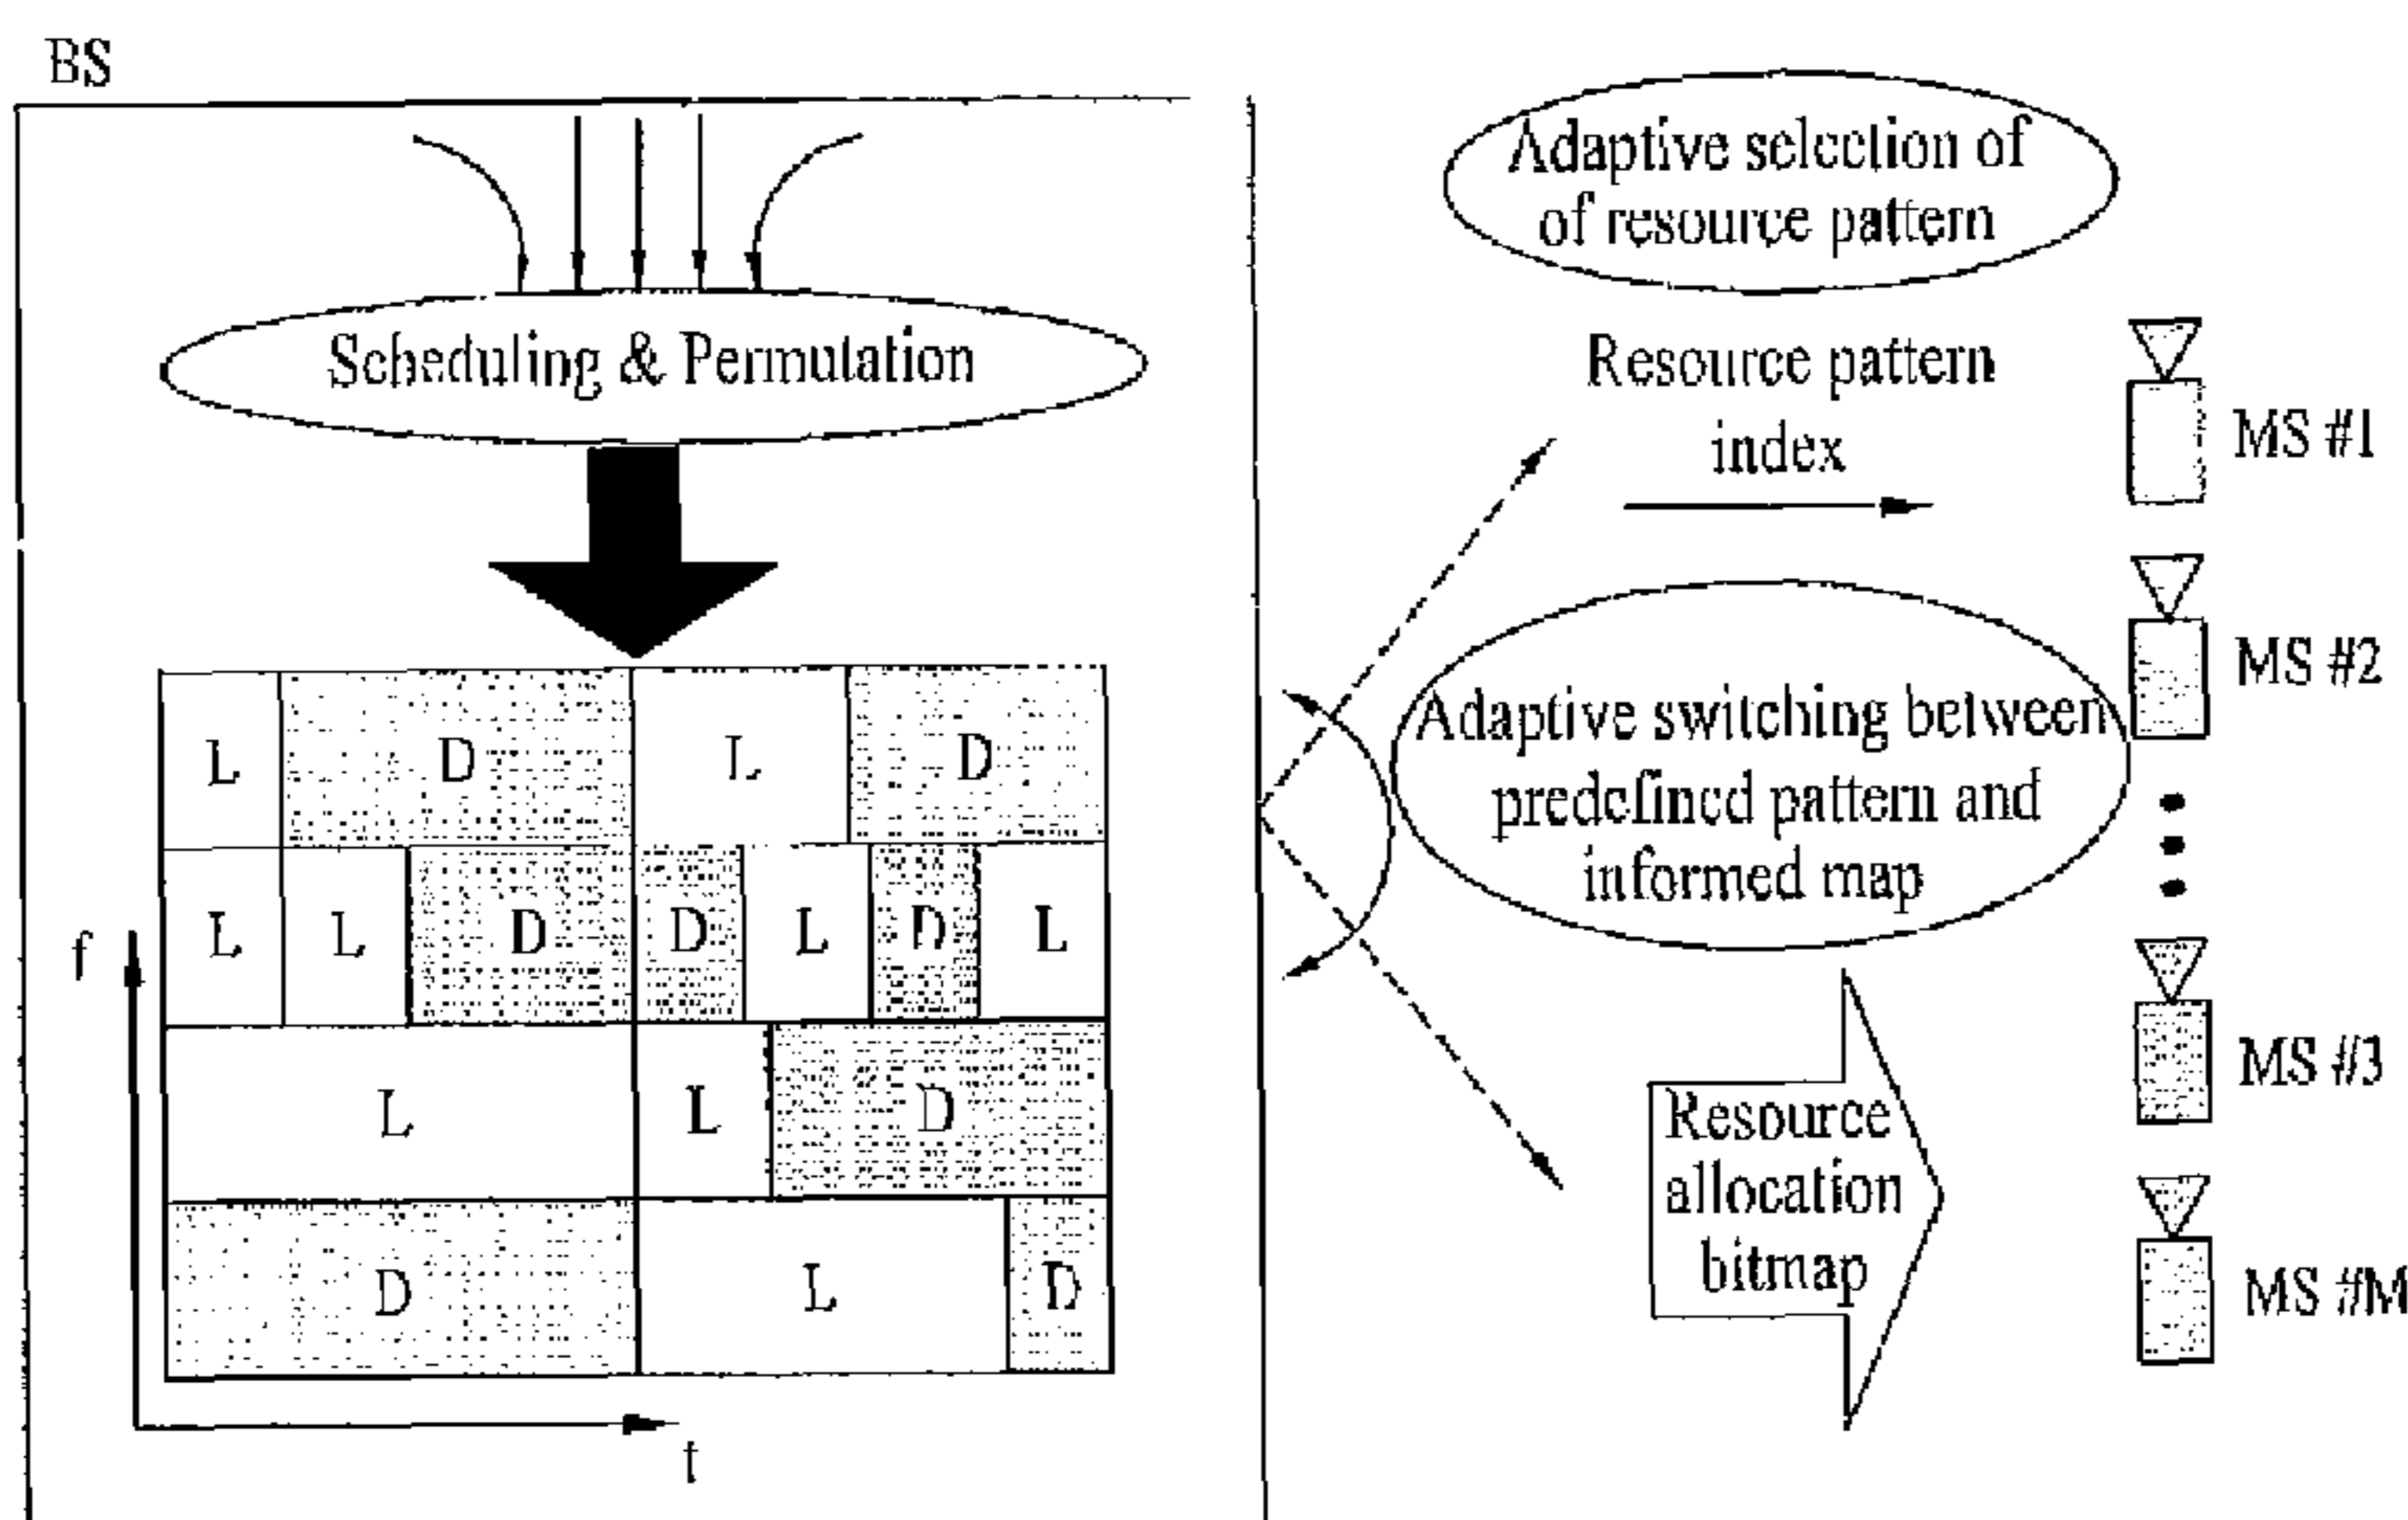 BS
Scheduling & Permutation
L D L D
L L D D L D L
L L D
D L D
f
t
Adaptive selection of
of resource pattern
Resource pattern
index
Adaptive switching between
predefined pattern and
informed map
Resource
allocation
bitmap
MS #1
MS #2
MS #3
MS #M